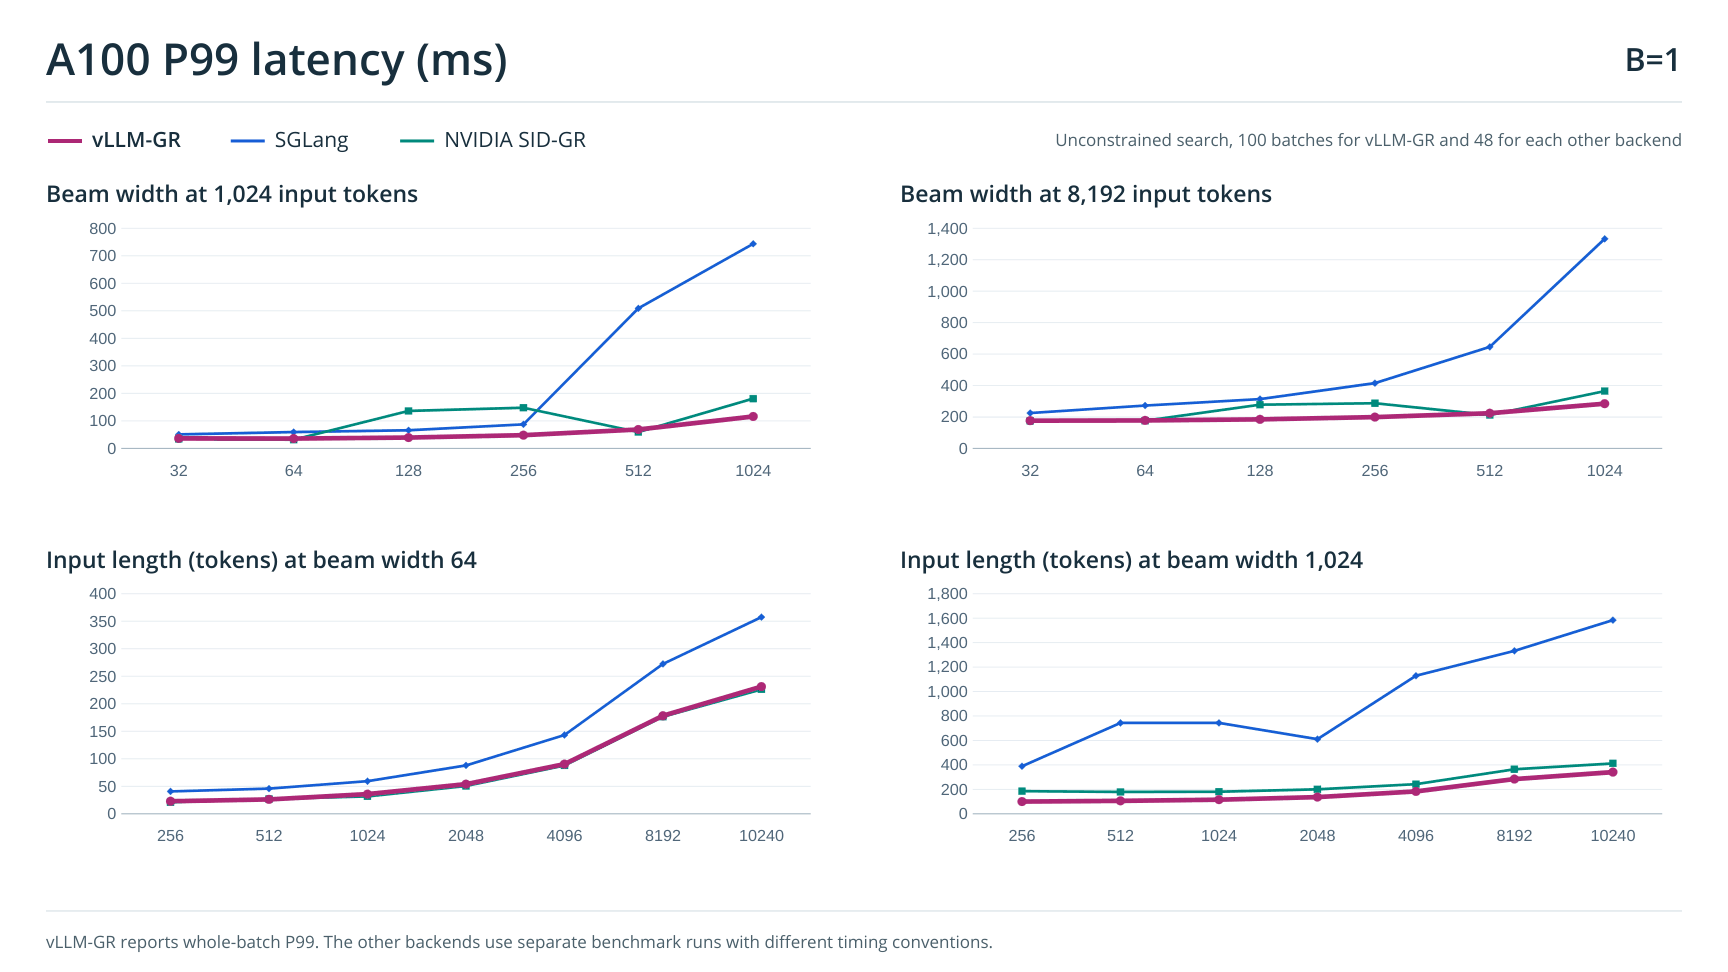 A100 P99 latency (ms)
B=1
vLLM-GR
SGLang
NVIDIA SID-GR
Unconstrained search, 100 batches for vLLM-GR and 48 for each other backend
Beam width at 1,024 input tokens
800
700
600
500
400
300
200
100
0
32 64 128 256 512 1024
Beam width at 8,192 input tokens
1,400
1,200
1,000
800
600
400
200
0
32 64 128 256 512 1024
Input length (tokens) at beam width 64
400
350
300
250
200
150
100
50
0
256 512 1024 2048 4096 8192 10240
Input length (tokens) at beam width 1,024
1,800
1,600
1,400
1,200
1,000
800
600
400
200
0
256 512 1024 2048 4096 8192 10240
vLLM-GR reports whole-batch P99. The other backends use separate benchmark runs with different timing conventions.